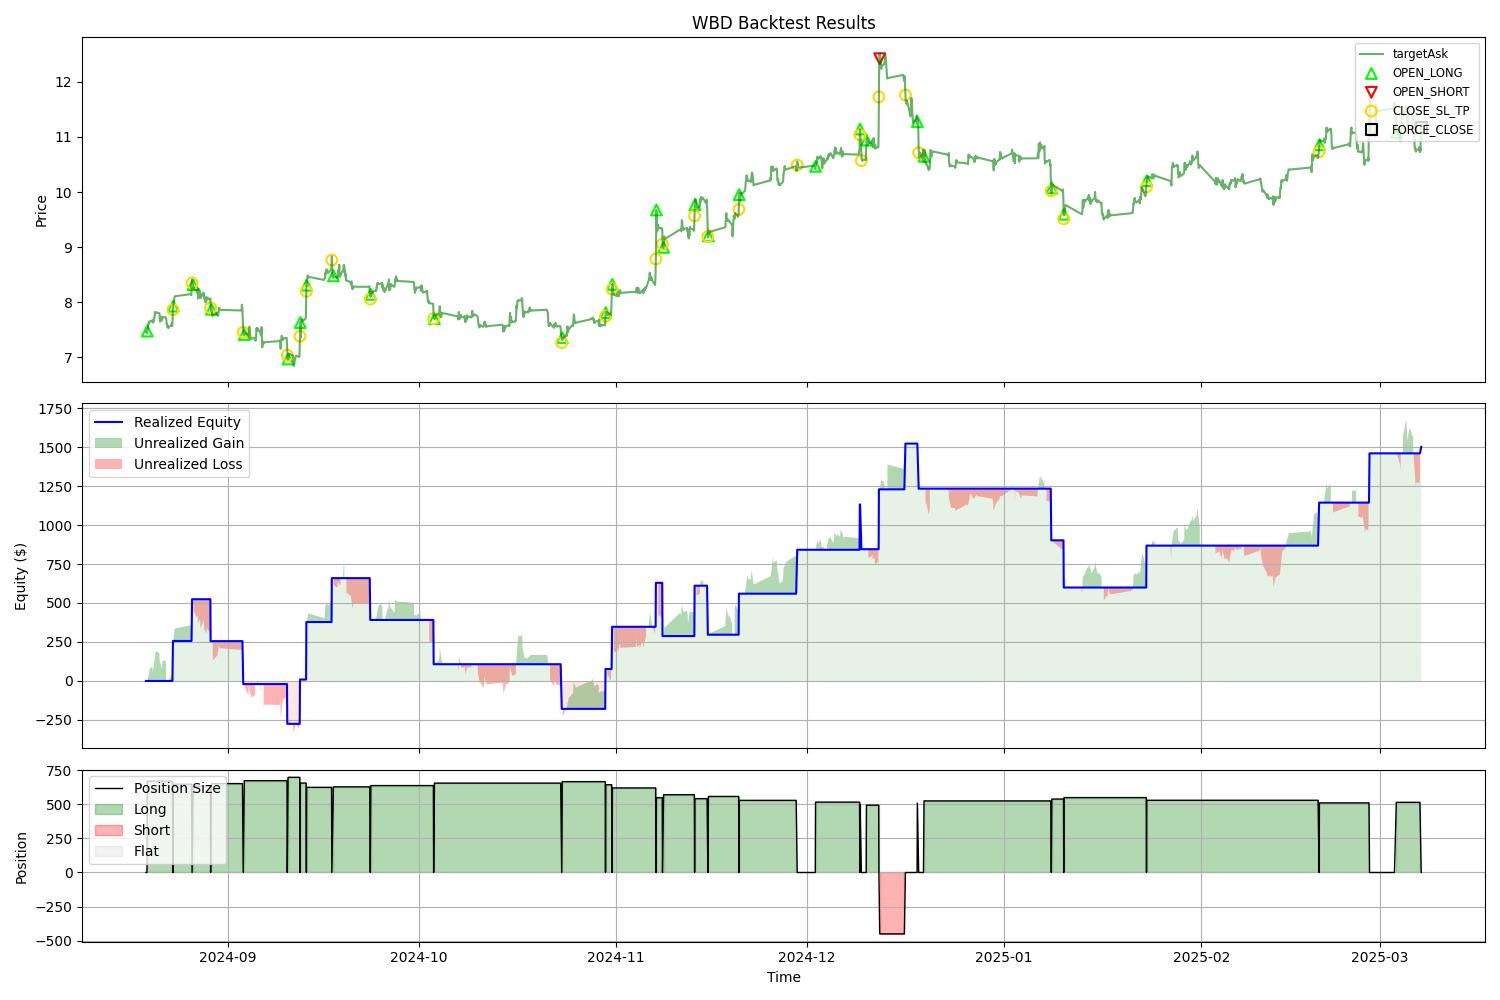 WBD Backtest Results
Price
12
11
10
9
8
7
targetAsk
OPEN_LONG
OPEN_SHORT
CLOSE_SL_TP
FORCE_CLOSE
Equity ($)
1750
1500
1250
1000
750
500
250
0
−250
Realized Equity
Unrealized Gain
Unrealized Loss
Position
750
500
250
0
−250
−500
Position Size
Long
Short
Flat
2024-09
2024-10
2024-11
2024-12
2025-01
2025-02
2025-03
Time